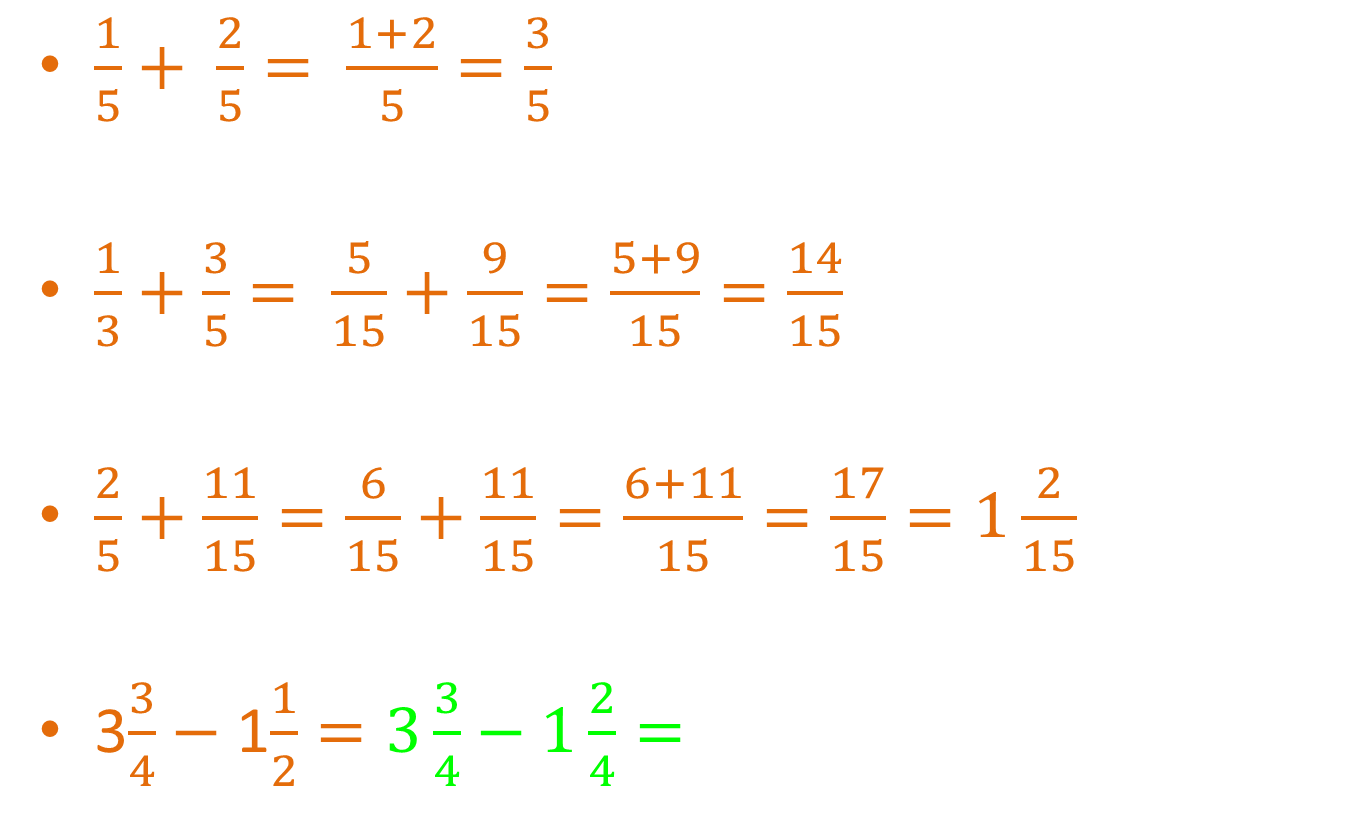 • 1/5 + 2/5 = 1+2/5 = 3/5
• 1/3 + 3/5 = 5/15 + 9/15 = 5+9/15 = 14/15
• 2/5 + 11/15 = 6/15 + 11/15 = 6+11/15 = 17/15 = 1 2/15
• 3 3/4 − 1 1/2 = 3 3/4 − 1 2/4 =